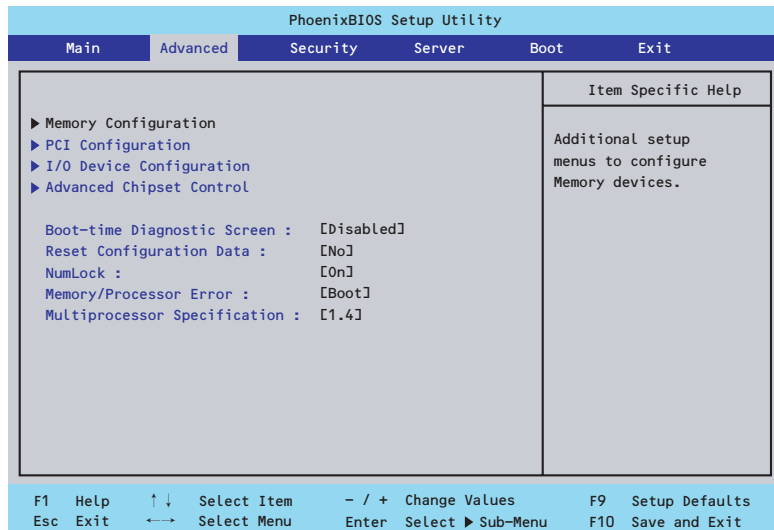 PhoenixBIOS Setup Utility
Main Advanced Security Server Boot Exit
Item Specific Help
▶ Memory Configuration
▶ PCI Configuration
▶ I/O Device Configuration
▶ Advanced Chipset Control
Additional setup
menus to configure
Memory devices.
Boot-time Diagnostic Screen : [Disabled]
Reset Configuration Data : [No]
NumLock : [On]
Memory/Processor Error : [Boot]
Multiprocessor Specification : [1.4]
F1 Help ↑↓ Select Item - / + Change Values F9 Setup Defaults
Esc Exit ←→ Select Menu Enter Select ▶ Sub-Menu F10 Save and Exit